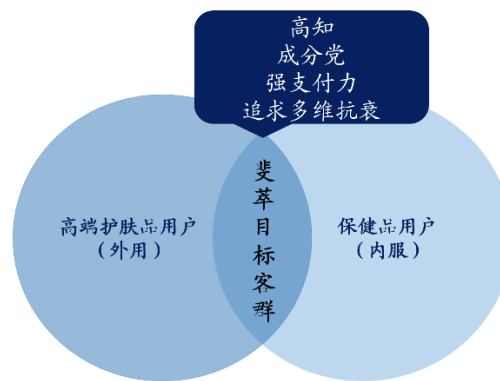 高知
成分党
强支付力
追求多维抗衰
斐萃目标客群
高端护肤品用户
（外用）
保健品用户
（内服）